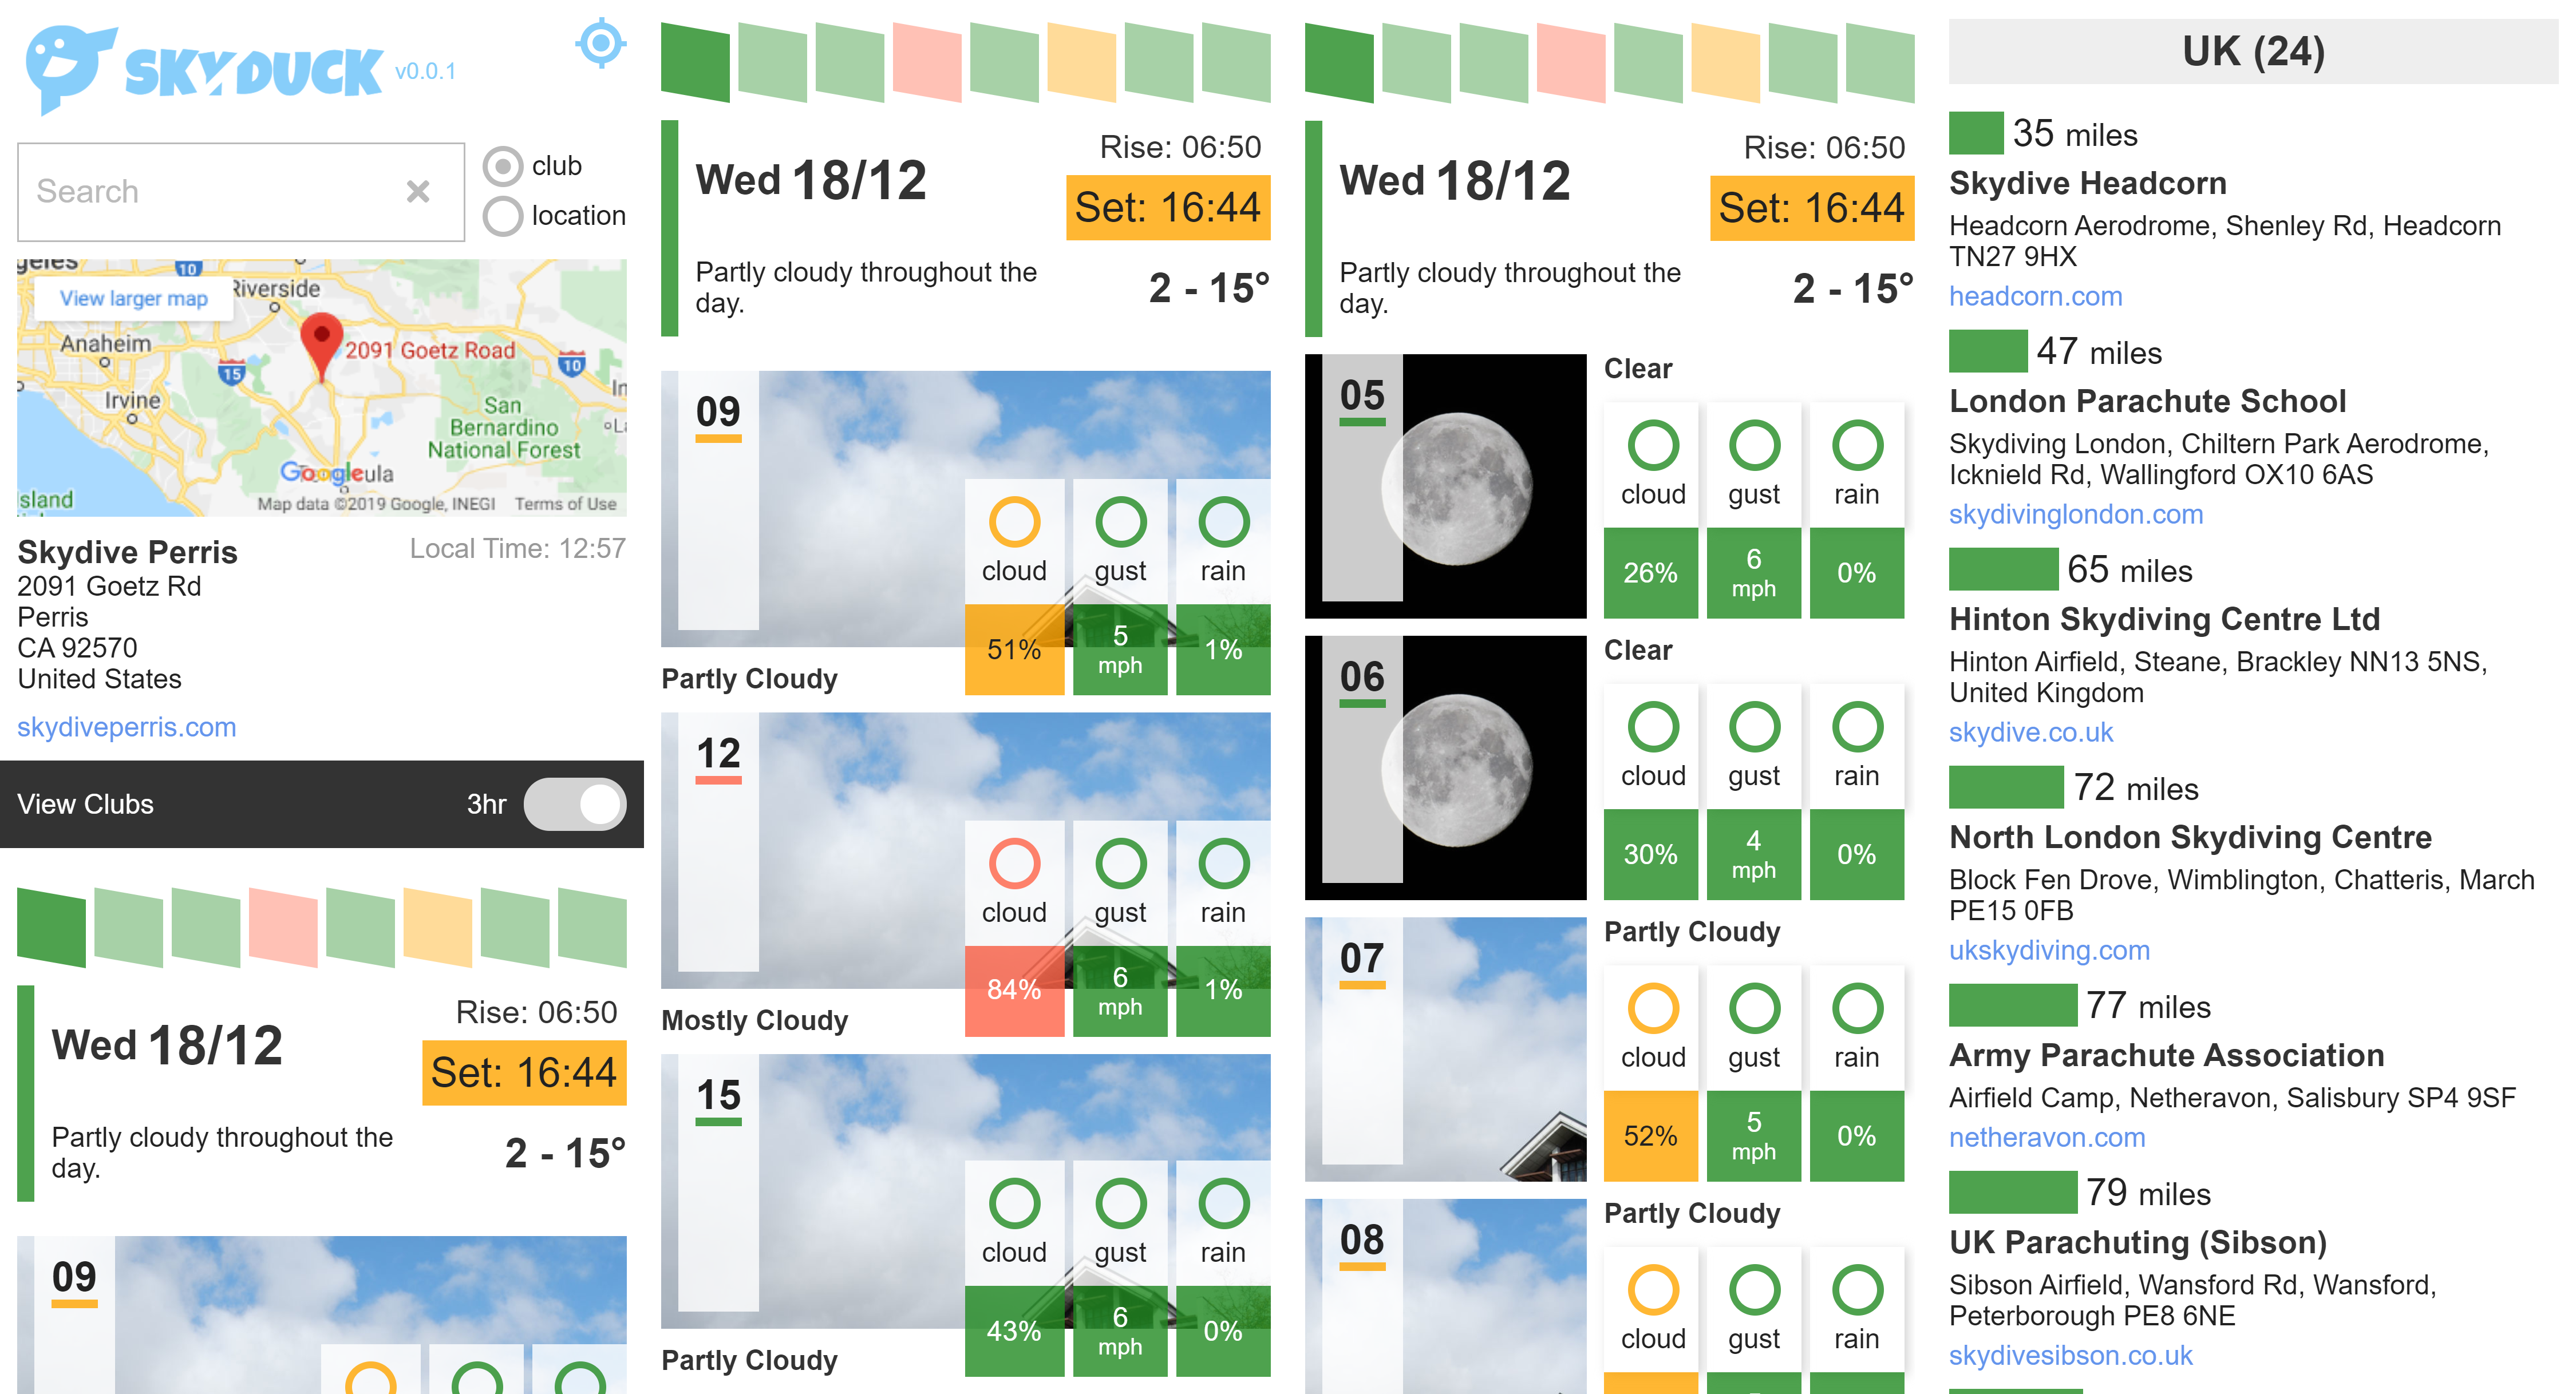 SKYDUCK v0.0.1
Search
club
location
geles
10
View larger map
Riverside
Anaheim
2091 Goetz Road
15
10
In
Irvine
San
Bernardino
National Forest
oLa
Google
ula
sland
Map data ©2019 Google, INEGI Terms of Use
Skydive Perris
Local Time: 12:57
2091 Goetz Rd
Perris
CA 92570
United States
skydiveperris.com
View Clubs
3hr
Wed 18/12
Rise: 06:50
Set: 16:44
Partly cloudy throughout the
day.
2 - 15°
09
Wed 18/12
Rise: 06:50
Set: 16:44
Partly cloudy throughout the
day.
2 - 15°
09
cloud gust rain
51% 5 mph 1%
Partly Cloudy
12
cloud gust rain
84% 6 mph 1%
Mostly Cloudy
15
cloud gust rain
43% 6 mph 0%
Partly Cloudy
Wed 18/12
Rise: 06:50
Set: 16:44
Partly cloudy throughout the
day.
2 - 15°
05
Clear
cloud gust rain
26% 6 mph 0%
06
Clear
cloud gust rain
30% 4 mph 0%
07
Partly Cloudy
cloud gust rain
52% 5 mph 0%
08
Partly Cloudy
cloud gust rain
UK (24)
35 miles
Skydive Headcorn
Headcorn Aerodrome, Shenley Rd, Headcorn
TN27 9HX
headcorn.com
47 miles
London Parachute School
Skydiving London, Chiltern Park Aerodrome,
Icknield Rd, Wallingford OX10 6AS
skydivinglondon.com
65 miles
Hinton Skydiving Centre Ltd
Hinton Airfield, Steane, Brackley NN13 5NS,
United Kingdom
skydive.co.uk
72 miles
North London Skydiving Centre
Block Fen Drove, Wimblington, Chatteris, March
PE15 0FB
ukskydiving.com
77 miles
Army Parachute Association
Airfield Camp, Netheravon, Salisbury SP4 9SF
netheravon.com
79 miles
UK Parachuting (Sibson)
Sibson Airfield, Wansford Rd, Wansford,
Peterborough PE8 6NE
skydivesibson.co.uk